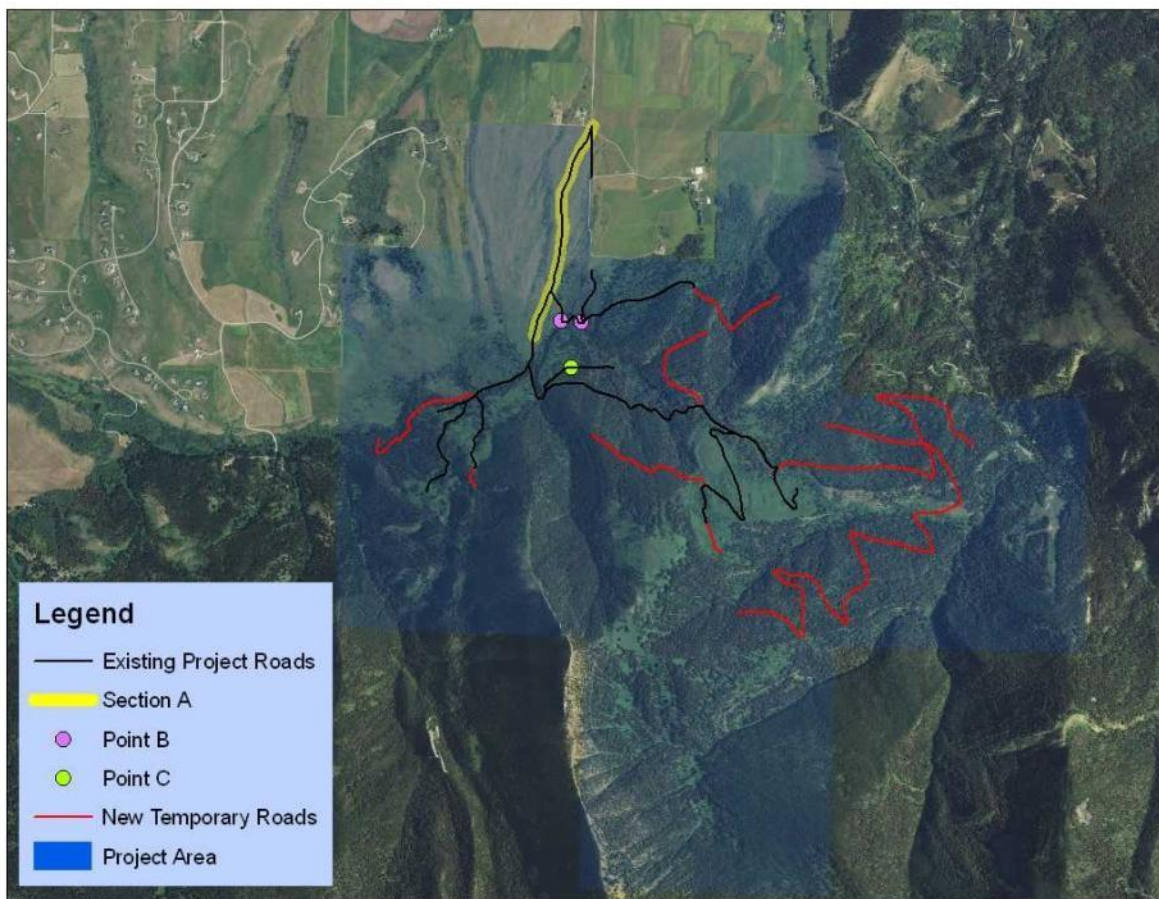 Legend
Existing Project Roads
Section A
Point B
Point C
New Temporary Roads
Project Area